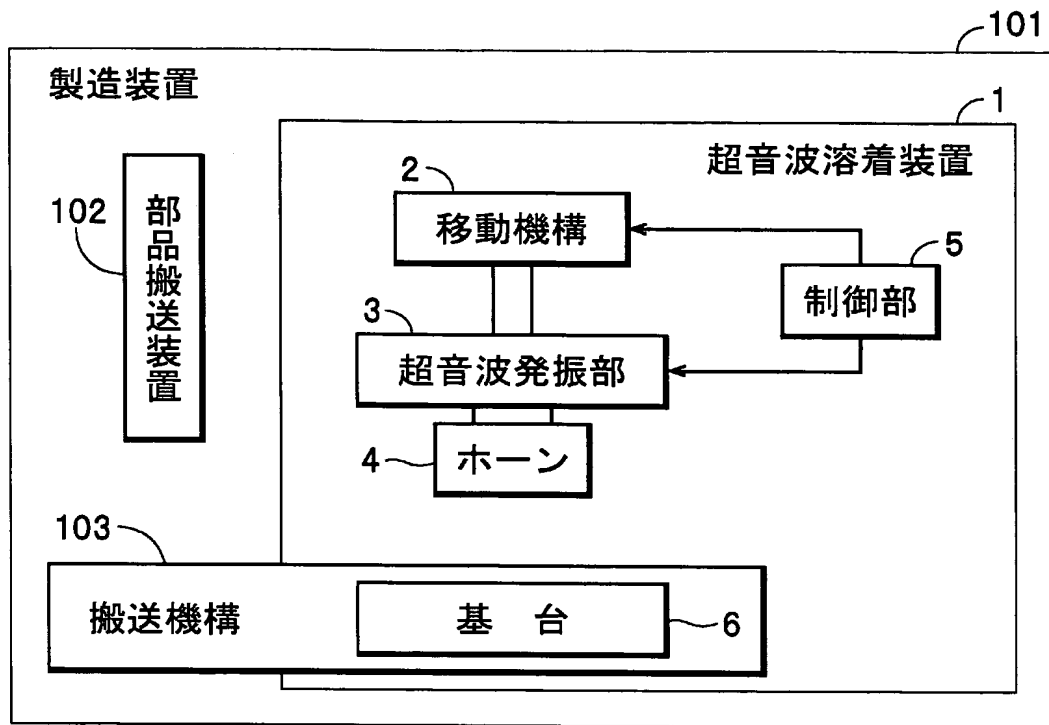 101
製造装置
1
超音波溶着装置
2
移動機構
102
部品搬送装置
5
制御部
3
超音波発振部
4
ホーン
103
搬送機構
基 台
6